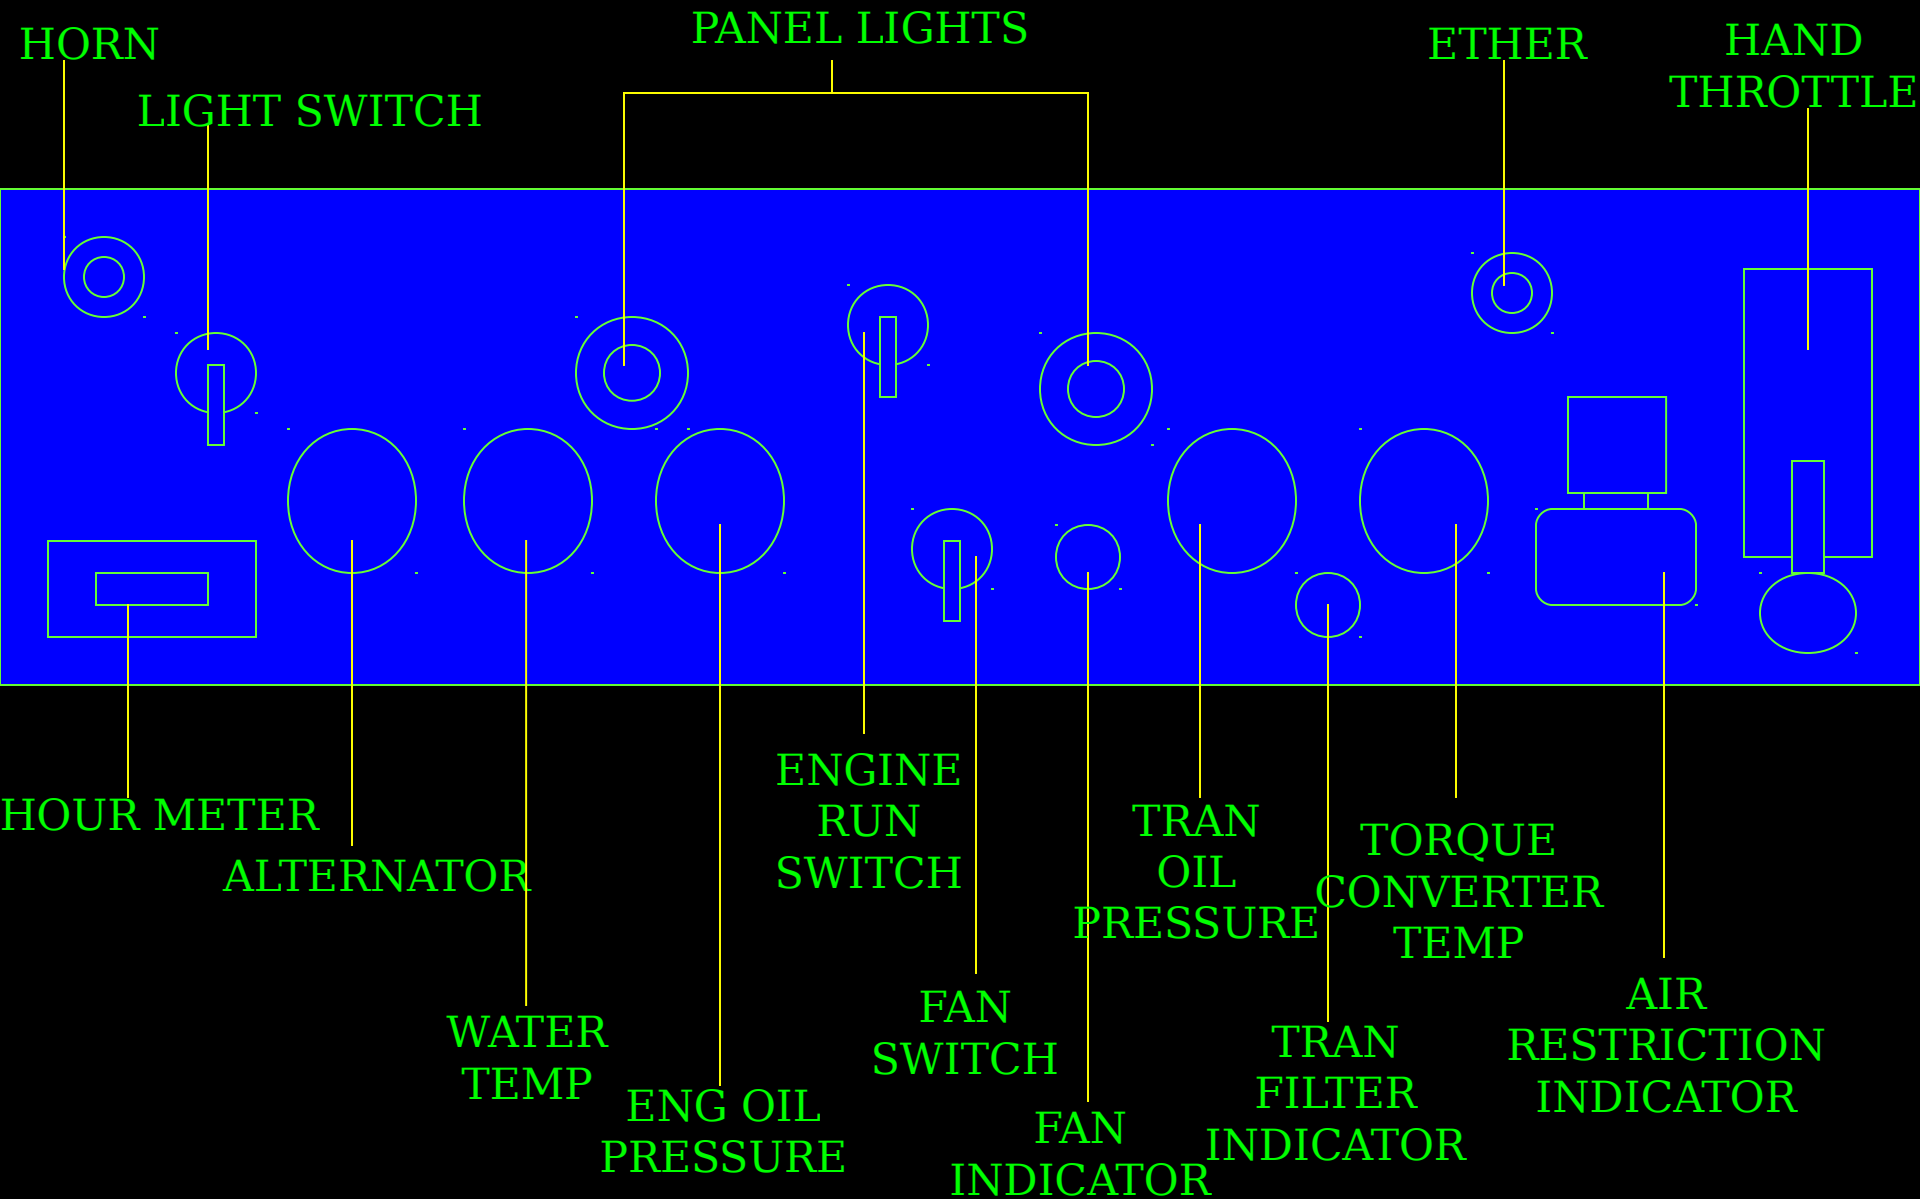 HORN
LIGHT SWITCH
PANEL LIGHTS
ETHER
HAND
THROTTLE
HOUR METER
ALTERNATOR
WATER
TEMP
ENG OIL
PRESSURE
ENGINE
RUN
SWITCH
FAN
SWITCH
FAN
INDICATOR
TRAN
OIL
PRESSURE
TRAN
FILTER
INDICATOR
TORQUE
CONVERTER
TEMP
AIR
RESTRICTION
INDICATOR